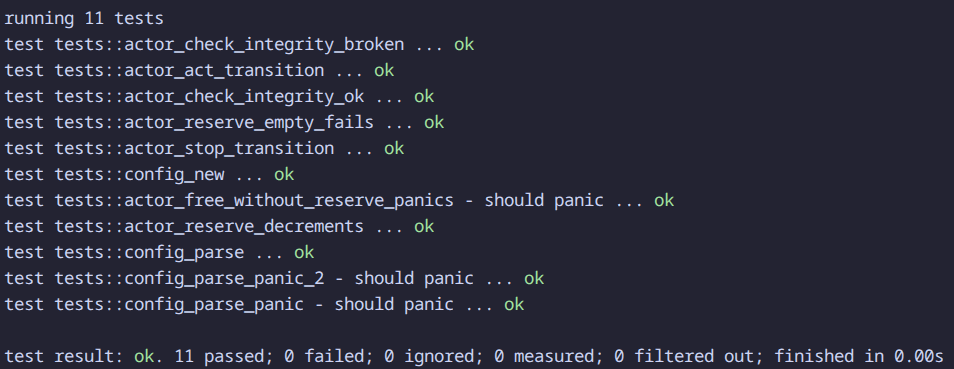 running 11 tests
test tests::actor_check_integrity_broken ... ok
test tests::actor_act_transition ... ok
test tests::actor_check_integrity_ok ... ok
test tests::actor_reserve_empty_fails ... ok
test tests::actor_stop_transition ... ok
test tests::config_new ... ok
test tests::actor_free_without_reserve_panics - should panic ... ok
test tests::actor_reserve_decrements ... ok
test tests::config_parse ... ok
test tests::config_parse_panic_2 - should panic ... ok
test tests::config_parse_panic - should panic ... ok
test result: ok. 11 passed; 0 failed; 0 ignored; 0 measured; 0 filtered out; finished in 0.00s